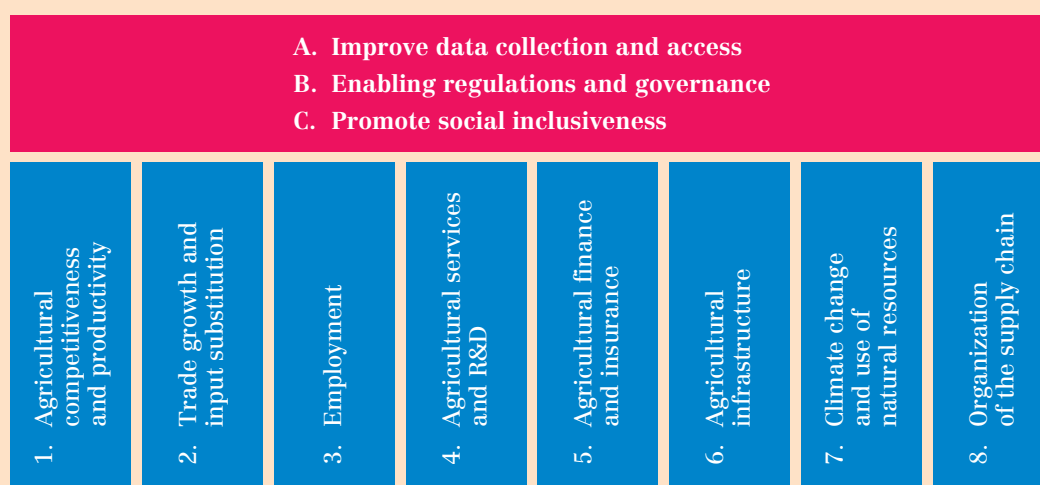 A. Improve data collection and access
B. Enabling regulations and governance
C. Promote social inclusiveness
1. Agricultural
competitiveness
and productivity
2. Trade growth and
input substitution
3. Employment
4. Agricultural services
and R&D
5. Agricultural finance
and insurance
6. Agricultural
infrastructure
7. Climate change
and use of
natural resources
8. Organization
of the supply chain